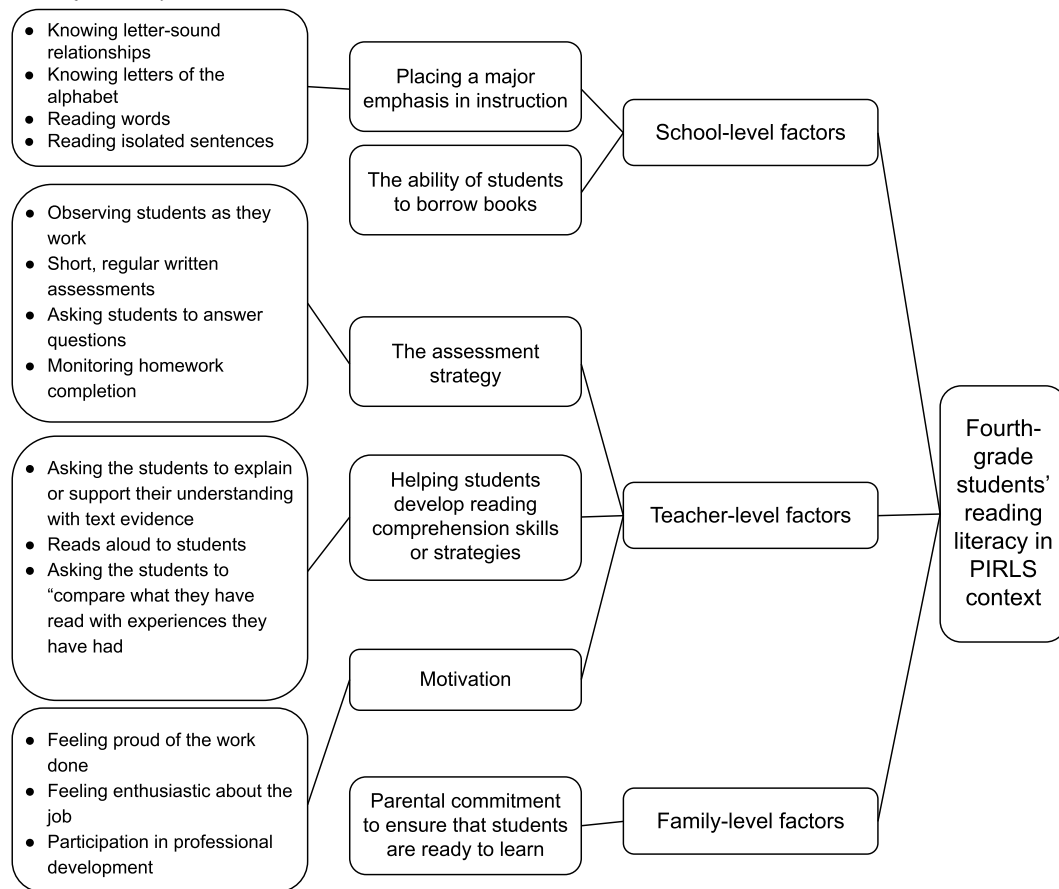 ● Knowing letter-sound
relationships
● Knowing letters of the
alphabet
● Reading words
● Reading isolated sentences
Placing a major
emphasis in instruction
The ability of students
to borrow books
School-level factors
● Observing students as they
work
● Short, regular written
assessments
● Asking students to answer
questions
● Monitoring homework
completion
The assessment
strategy
● Asking the students to explain
or support their understanding
with text evidence
● Reads aloud to students
● Asking the students to
“compare what they have
read with experiences they
have had
Helping students
develop reading
comprehension skills
or strategies
Teacher-level factors
Motivation
● Feeling proud of the work
done
● Feeling enthusiastic about the
job
● Participation in professional
development
Parental commitment
to ensure that students
are ready to learn
Family-level factors
Fourth-
grade
students’
reading
literacy in
PIRLS
context